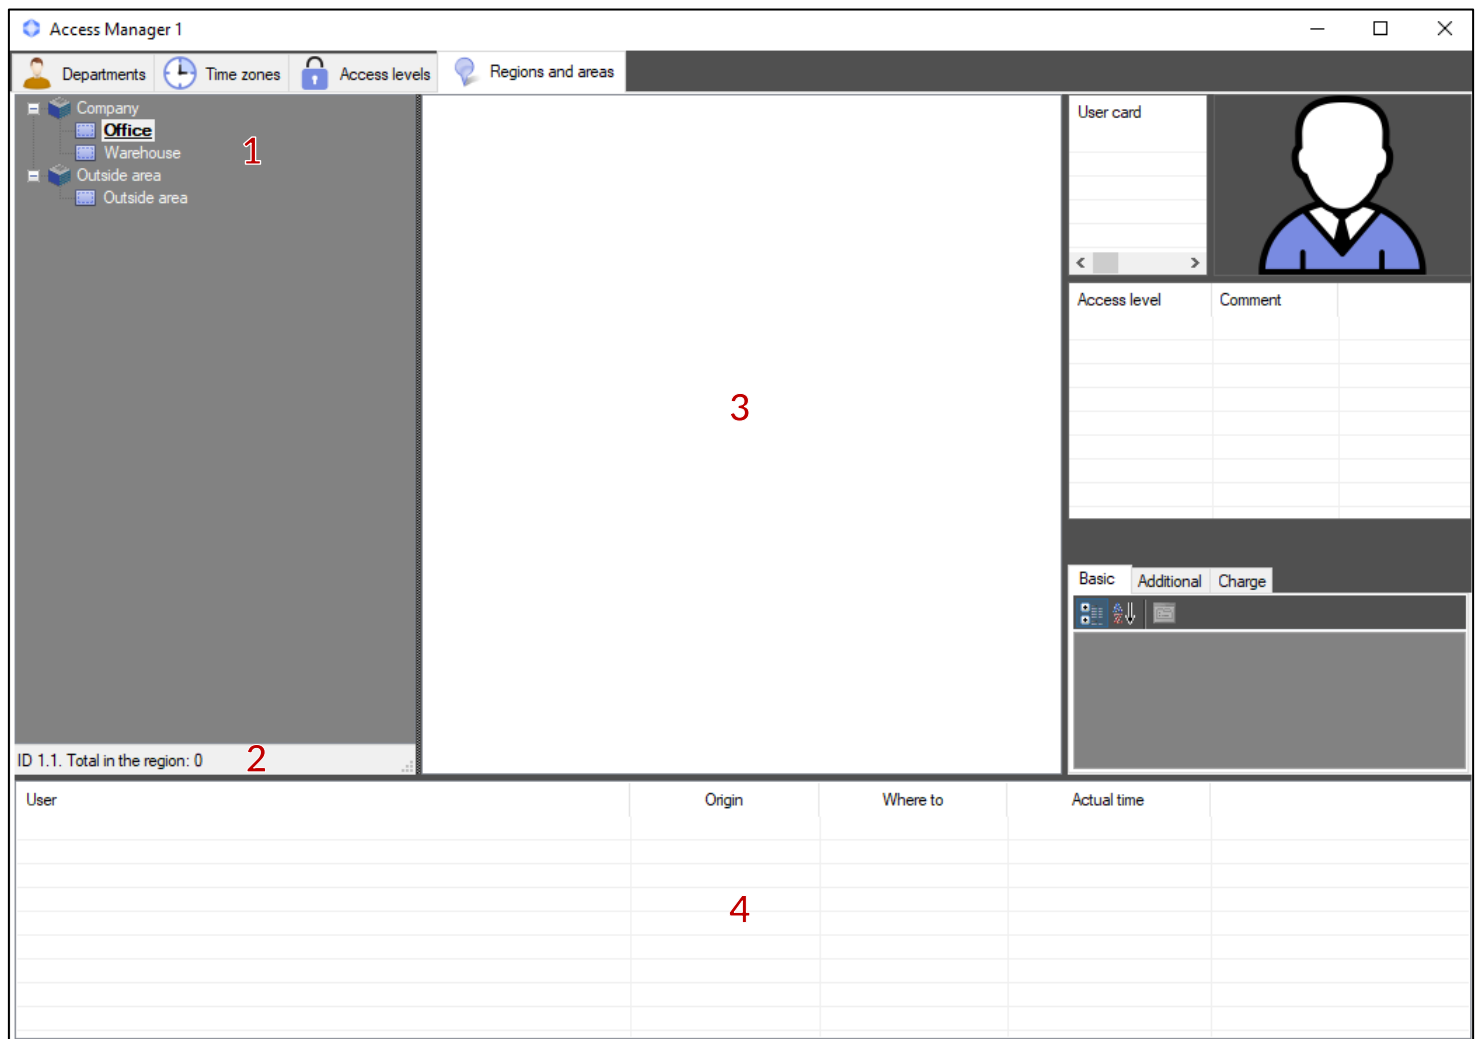 Access Manager 1
Departments Time zones Access levels Regions and areas
Company
Office
Warehouse
Outside area
Outside area
1
2
ID 1.1. Total in the region: 0
3
User card
Access level Comment
Basic Additional Charge
User Origin Where to Actual time
4